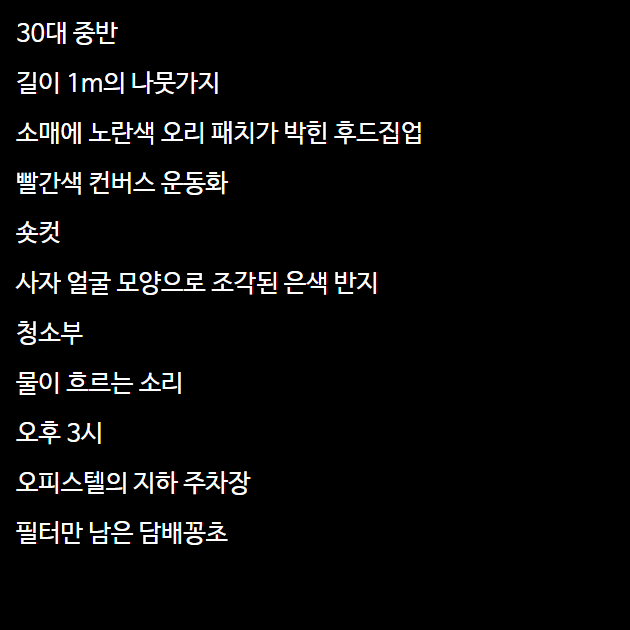 30대 중반
길이 1m의 나뭇가지
소매에 노란색 오리 패치가 박힌 후드집업
빨간색 컨버스 운동화
숏컷
사자 얼굴 모양으로 조각된 은색 반지
청소부
물이 흐르는 소리
오후 3시
오피스텔의 지하 주차장
필터만 남은 담배꽁초